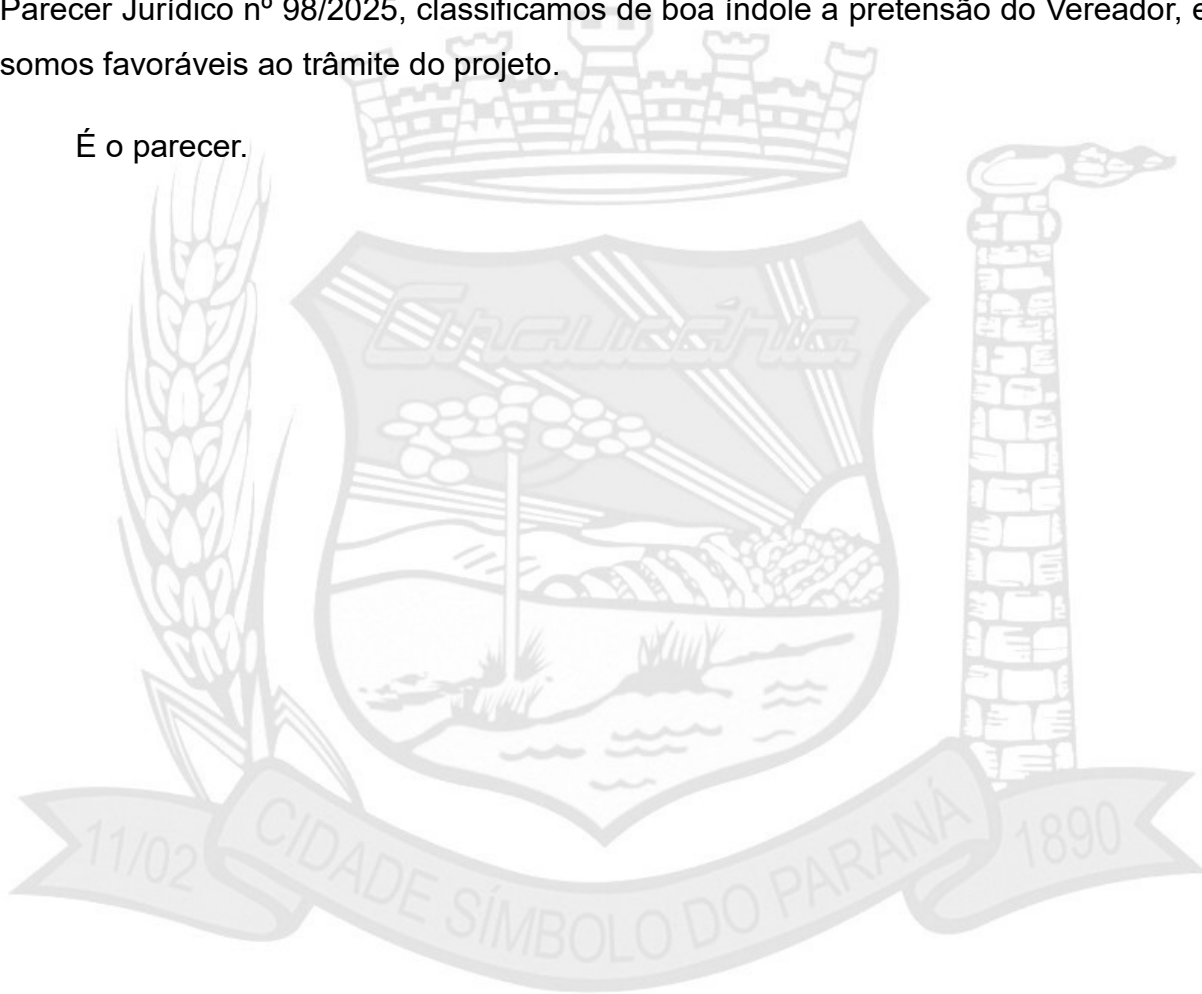 Parecer Jurídico nº 98/2025, classificamos de boa índole a pretensão do Vereador, e
somos favoráveis ao trâmite do projeto.
É o parecer.
Araucária
11/02
CIDADE SÍMBOLO DO PARANÁ
1890